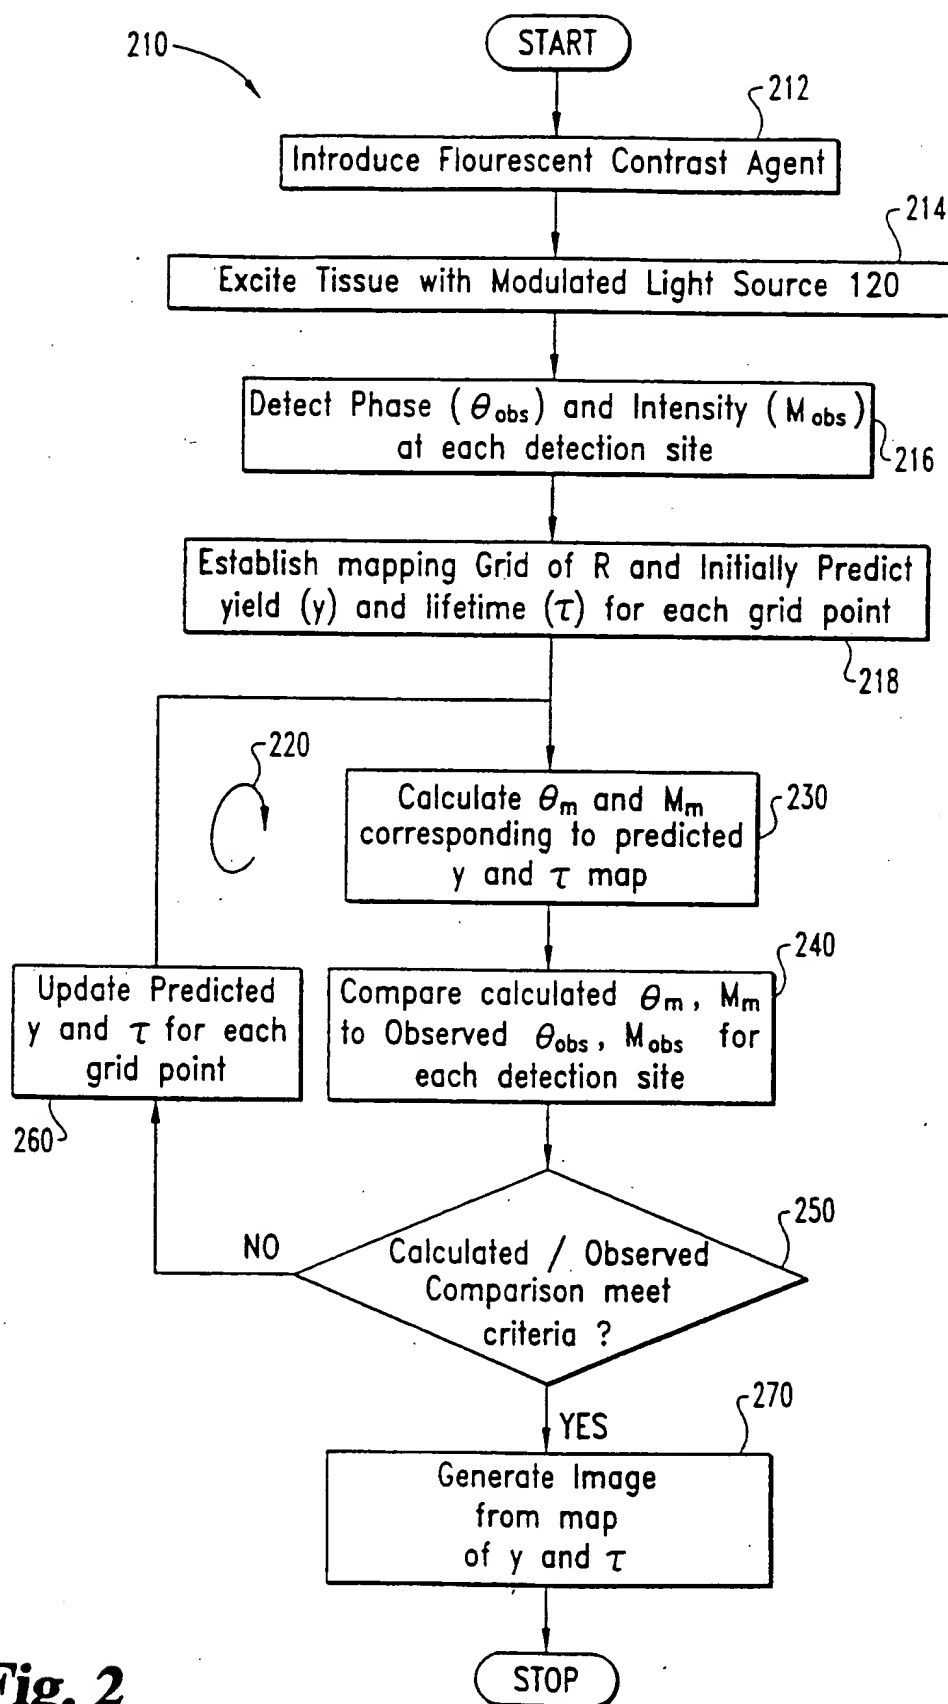 210
START
212
Introduce Flourescent Contrast Agent
214
Excite Tissue with Modulated Light Source 120
Detect Phase (θobs) and Intensity (Mobs)
at each detection site
216
Establish mapping Grid of R and Initially Predict
yield (y) and lifetime (τ) for each grid point
218
220
Calculate θm and Mm
corresponding to predicted
y and τ map
230
240
Compare calculated θm, Mm
to Observed θobs, Mobs for
each detection site
Update Predicted
y and τ for each
grid point
260
250
NO
Calculated / Observed
Comparison meet
criteria ?
YES
270
Generate Image
from map
of y and τ
STOP
Fig. 2